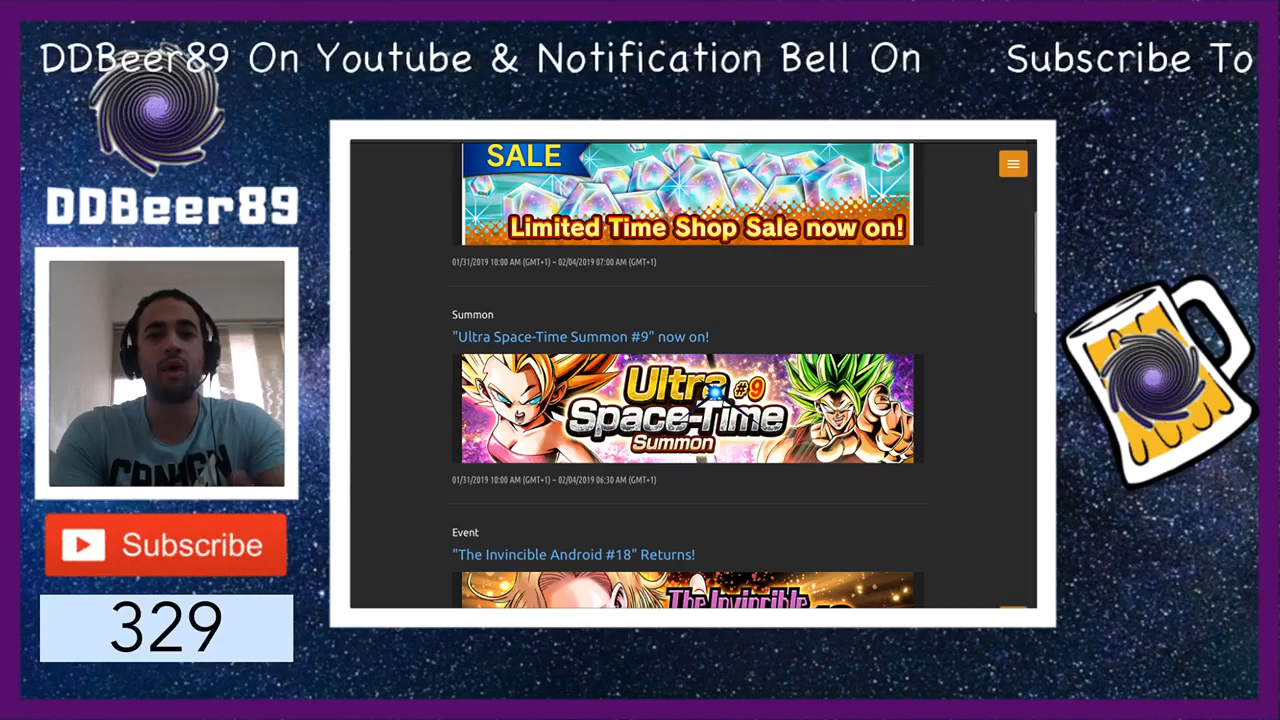 DDBeer89 On Youtube & Notification Bell On Subscribe To
DDBeer89
SALE
Limited Time Shop Sale now on!
01/31/2019 10:00 AM (GMT+1) ~ 02/04/2019 07:00 AM (GMT+1)
Summon
"Ultra Space-Time Summon #9" now on!
Ultra #9
Space-Time
Summon
01/31/2019 10:00 AM (GMT+1) ~ 02/04/2019 06:30 AM (GMT+1)
Event
"The Invincible Android #18" Returns!
The Invincible
Subscribe
329